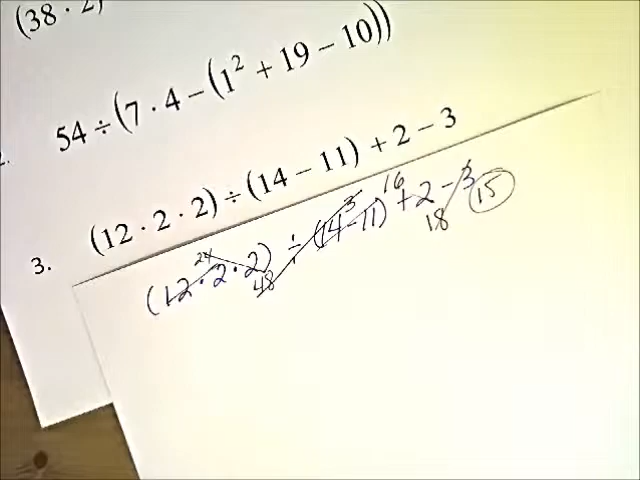 (38 · 2)
54 ÷ (7 · 4 − (1² + 19 − 10))
3. (12 · 2 · 2) ÷ (14 − 11) + 2 − 3
24 3 16
(12 · 2 · 2) ÷ (14 − 11) + 2 − 3
48 18 15